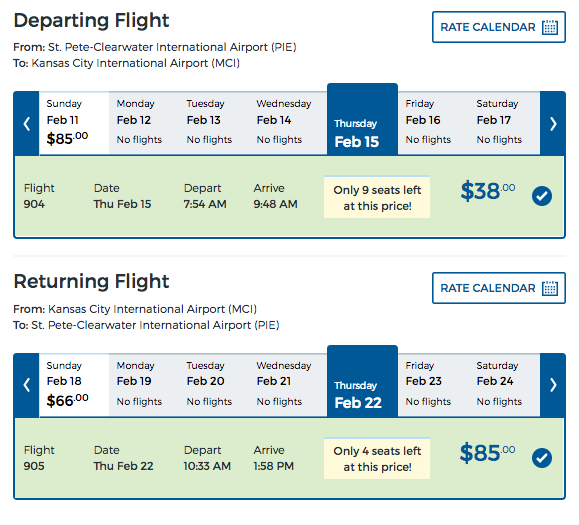 Departing Flight
RATE CALENDAR
From: St. Pete-Clearwater International Airport (PIE)
To: Kansas City International Airport (MCI)
Sunday Monday Tuesday Wednesday Thursday Friday Saturday
Feb 11 Feb 12 Feb 13 Feb 14 Feb 15 Feb 16 Feb 17
$85.00 No flights No flights No flights No flights No flights
Flight Date Depart Arrive Only 9 seats left $38.00
904 Thu Feb 15 7:54 AM 9:48 AM at this price!
Returning Flight
RATE CALENDAR
From: Kansas City International Airport (MCI)
To: St. Pete-Clearwater International Airport (PIE)
Sunday Monday Tuesday Wednesday Thursday Friday Saturday
Feb 18 Feb 19 Feb 20 Feb 21 Feb 22 Feb 23 Feb 24
$66.00 No flights No flights No flights No flights No flights
Flight Date Depart Arrive Only 4 seats left $85.00
905 Thu Feb 22 10:33 AM 1:58 PM at this price!